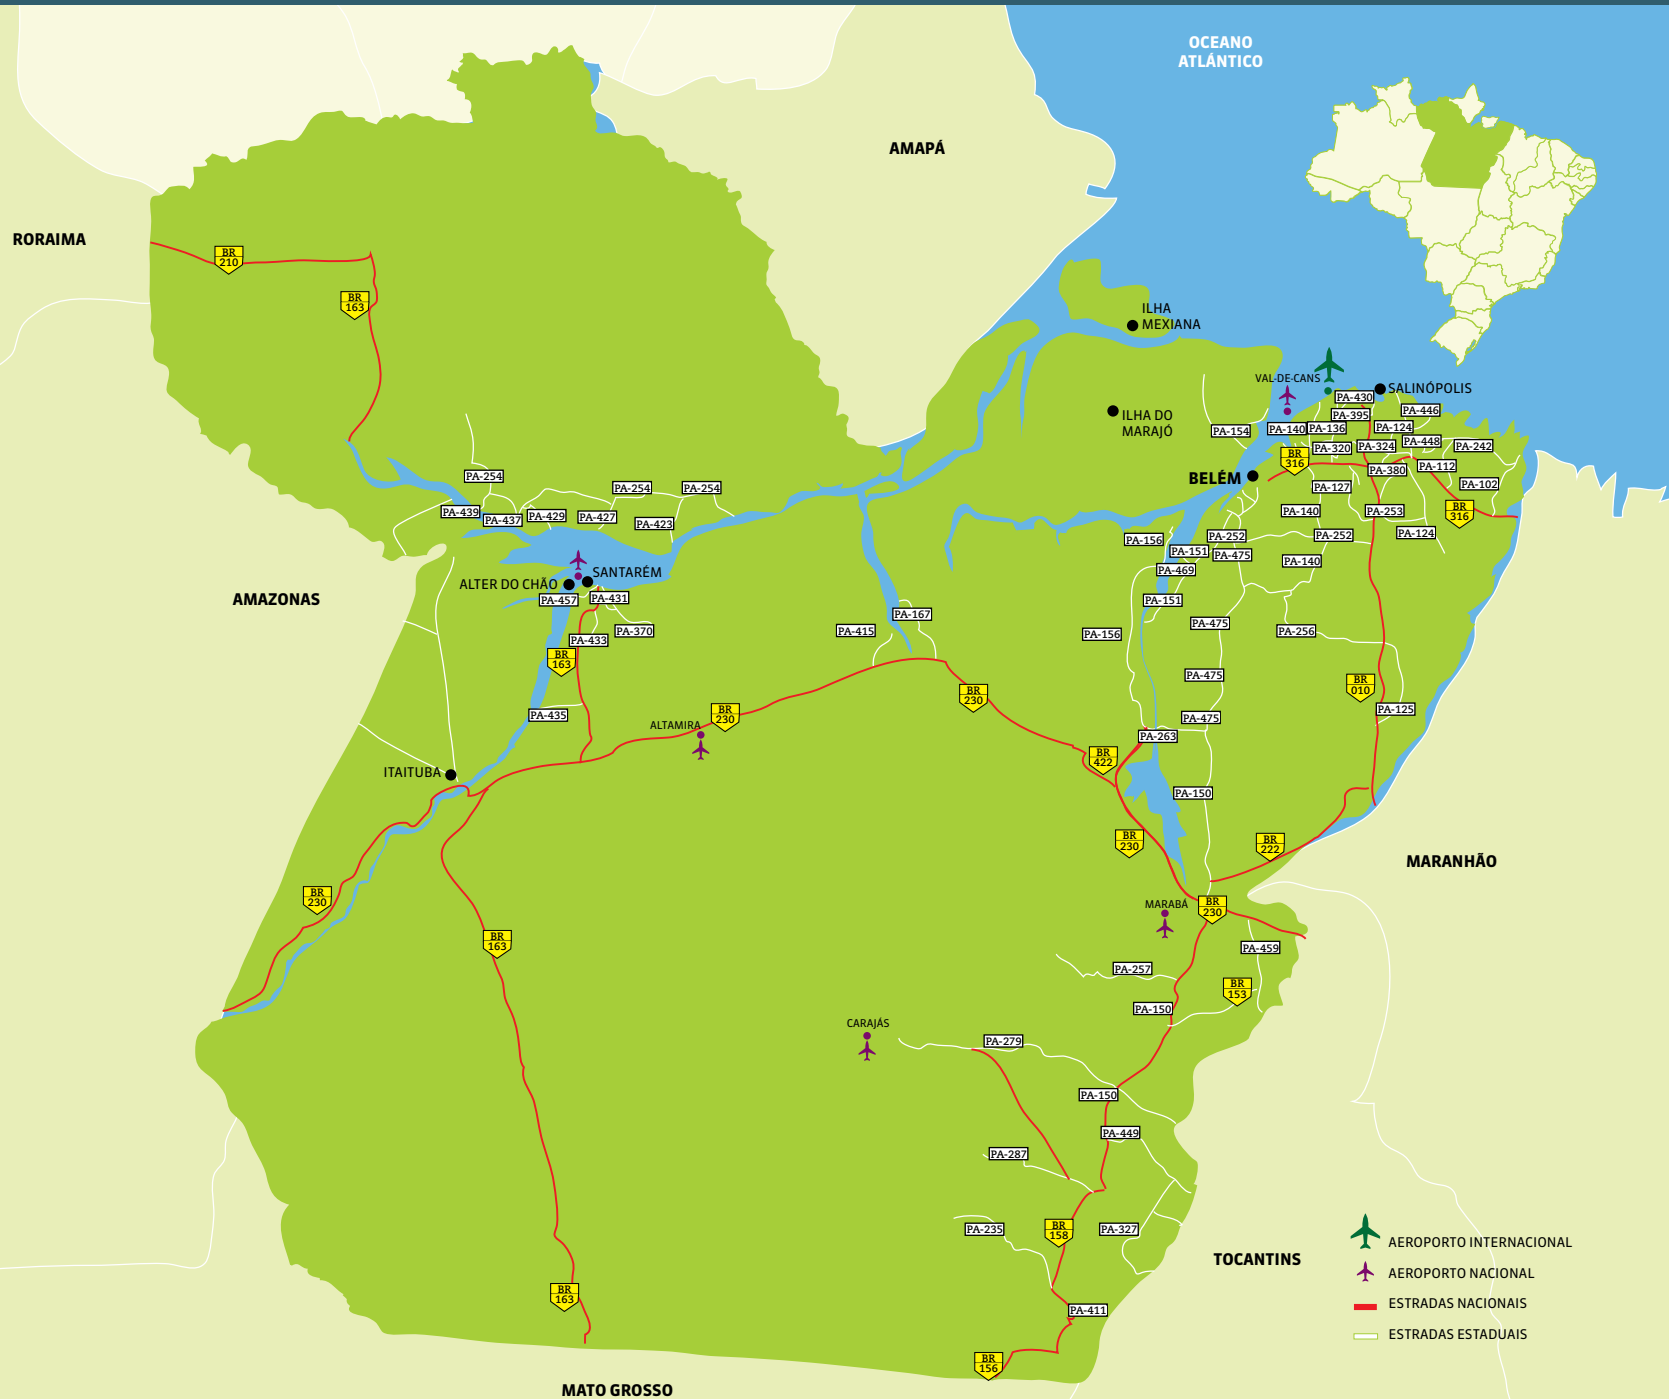 OCEANO
ATLÁNTICO
AMAPÁ
RORAIMA
BR
210
BR
163
ILHA
MEXIANA
VAL-DE-CANS
SALINÓPOLIS
PA-430
PA-395
PA-446
ILHA DO
MARAJÓ
PA-154
PA-140
PA-136
PA-124
PA-320
PA-324
PA-448
PA-242
BR
316
PA-380
PA-112
BELÉM
PA-127
PA-102
PA-254
PA-254
PA-254
PA-439
PA-437
PA-429
PA-427
PA-423
PA-140
PA-253
BR
316
PA-156
PA-252
PA-252
PA-124
PA-151
PA-475
PA-140
PA-469
SANTARÉM
ALTER DO CHÃO
AMAZONAS
PA-457
PA-431
PA-151
PA-167
PA-415
PA-370
PA-433
PA-156
PA-475
PA-256
BR
163
PA-475
BR
010
BR
230
PA-435
ALTAMIRA
BR
230
PA-475
PA-125
PA-263
BR
422
ITAITUBA
PA-150
BR
230
BR
222
MARANHÃO
BR
230
MARABÁ
BR
230
BR
163
PA-459
PA-257
BR
153
PA-150
CARAJÁS
PA-279
PA-150
PA-449
PA-287
PA-235
BR
158
PA-327
TOCANTINS
AEROPORTO INTERNACIONAL
AEROPORTO NACIONAL
ESTRADAS NACIONAIS
ESTRADAS ESTADUAIS
BR
163
PA-411
BR
156
MATO GROSSO